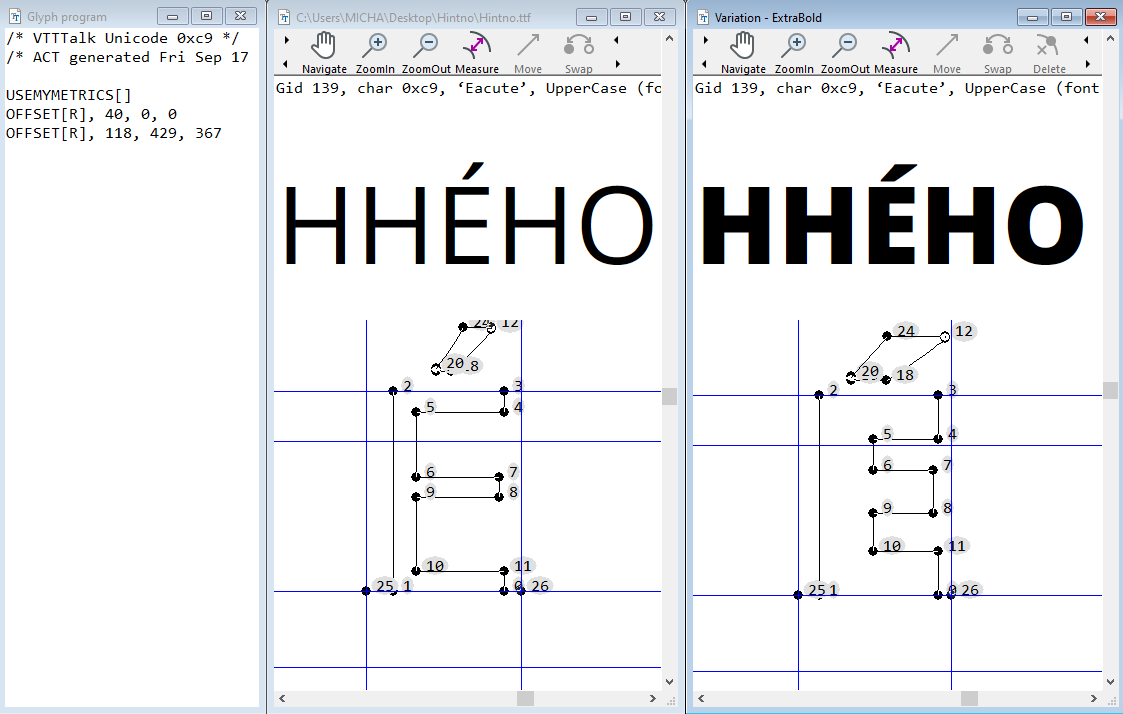 Glyph program
/* VTTTalk Unicode 0xc9 */
/* ACT generated Fri Sep 17
USEMYMETRICS[]
OFFSET[R], 40, 0, 0
OFFSET[R], 118, 429, 367
C:\Users\MICHA\Desktop\Hintno\Hintno.ttf
Navigate ZoomIn ZoomOut Measure Move Swap
Gid 139, char 0xc9, ‘Eacute’, UpperCase (fo
HHÉHO
24 12
20 18
2 3
5 4
6 7
9 8
10 11
25 1 0 26
Variation - ExtraBold
Navigate ZoomIn ZoomOut Measure Move Swap Delete
Gid 139, char 0xc9, ‘Eacute’, UpperCase (font
HHÉHO
24 12
20 18
2 3
5 4
6 7
9 8
10 11
25 1 0 26